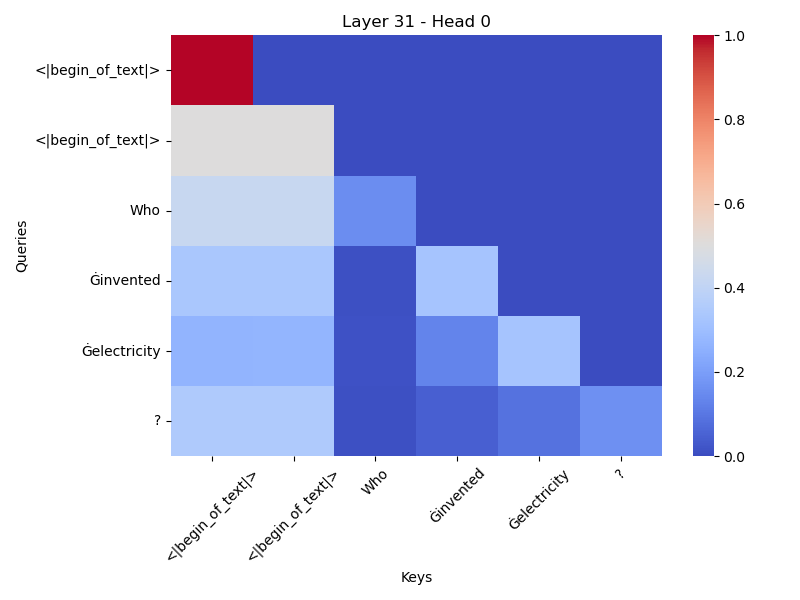 Layer 31 - Head 0
<|begin_of_text|>
<|begin_of_text|>
Who
Ġinvented
Ġelectricity
?
Queries
<|begin_of_text|>
<|begin_of_text|>
Who
Ġinvented
Ġelectricity
?
Keys
1.0
0.8
0.6
0.4
0.2
0.0